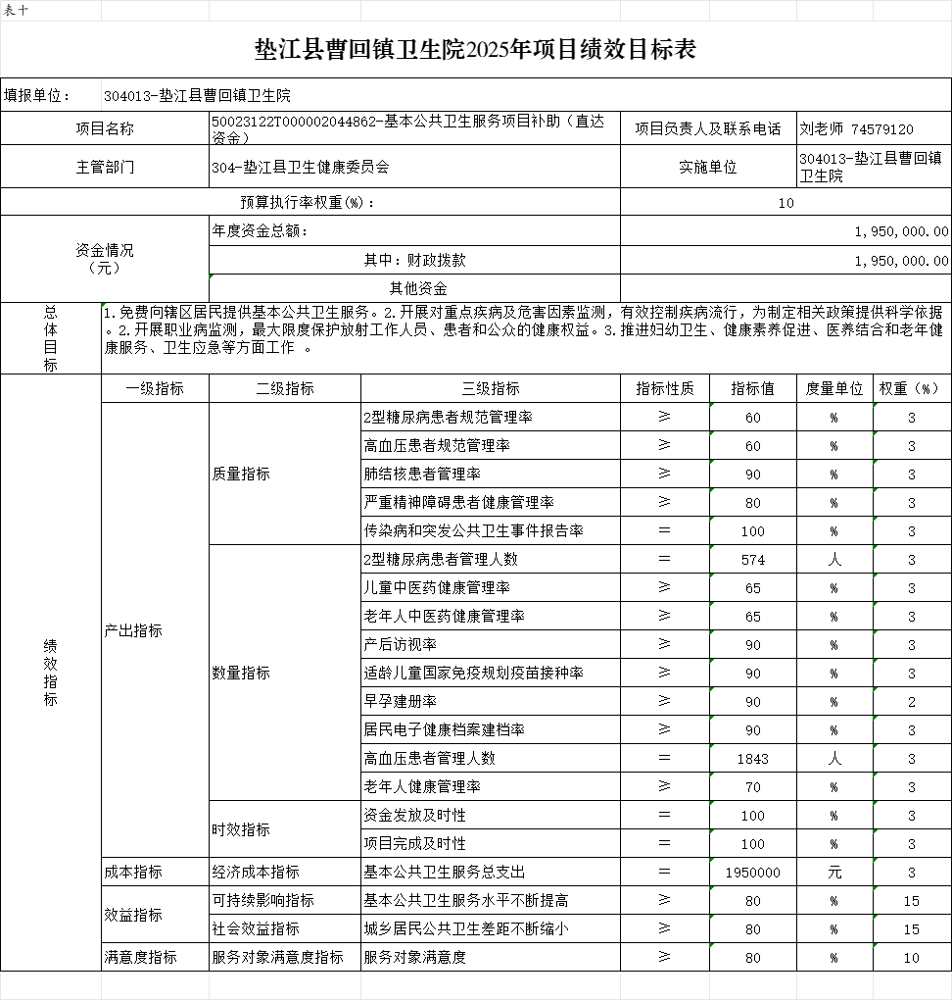 表十
垫江县曹回镇卫生院2025年项目绩效目标表
填报单位： 304013-垫江县曹回镇卫生院
项目名称 50023122T000002044862-基本公共卫生服务项目补助（直达资金） 项目负责人及联系电话 刘老师 74579120
主管部门 304-垫江县卫生健康委员会 实施单位 304013-垫江县曹回镇卫生院
预算执行率权重(%)： 10
资金情况（元） 年度资金总额： 1,950,000.00
其中：财政拨款 1,950,000.00
其他资金
总体目标 1.免费向辖区居民提供基本公共卫生服务。2.开展对重点疾病及危害因素监测，有效控制疾病流行，为制定相关政策提供科学依据
。2.开展职业病监测，最大限度保护放射工作人员、患者和公众的健康权益。3.推进妇幼卫生、健康素养促进、医养结合和老年健
康服务、卫生应急等方面工作 。
绩效指标 一级指标 二级指标 三级指标 指标性质 指标值 度量单位 权重（%）
产出指标 质量指标 2型糖尿病患者规范管理率 ≥ 60 % 3
高血压患者规范管理率 ≥ 60 % 3
肺结核患者管理率 ≥ 90 % 3
严重精神障碍患者健康管理率 ≥ 80 % 3
传染病和突发公共卫生事件报告率 ＝ 100 % 3
数量指标 2型糖尿病患者管理人数 ＝ 574 人 3
儿童中医药健康管理率 ≥ 65 % 3
老年人中医药健康管理率 ≥ 65 % 3
产后访视率 ≥ 90 % 3
适龄儿童国家免疫规划疫苗接种率 ≥ 90 % 3
早孕建册率 ≥ 90 % 2
居民电子健康档案建档率 ≥ 90 % 3
高血压患者管理人数 ＝ 1843 人 3
老年人健康管理率 ≥ 70 % 3
时效指标 资金发放及时性 ＝ 100 % 3
项目完成及时性 ＝ 100 % 3
成本指标 经济成本指标 基本公共卫生服务总支出 ＝ 1950000 元 3
效益指标 可持续影响指标 基本公共卫生服务水平不断提高 ≥ 80 % 15
社会效益指标 城乡居民公共卫生差距不断缩小 ≥ 80 % 15
满意度指标 服务对象满意度指标 服务对象满意度 ≥ 80 % 10